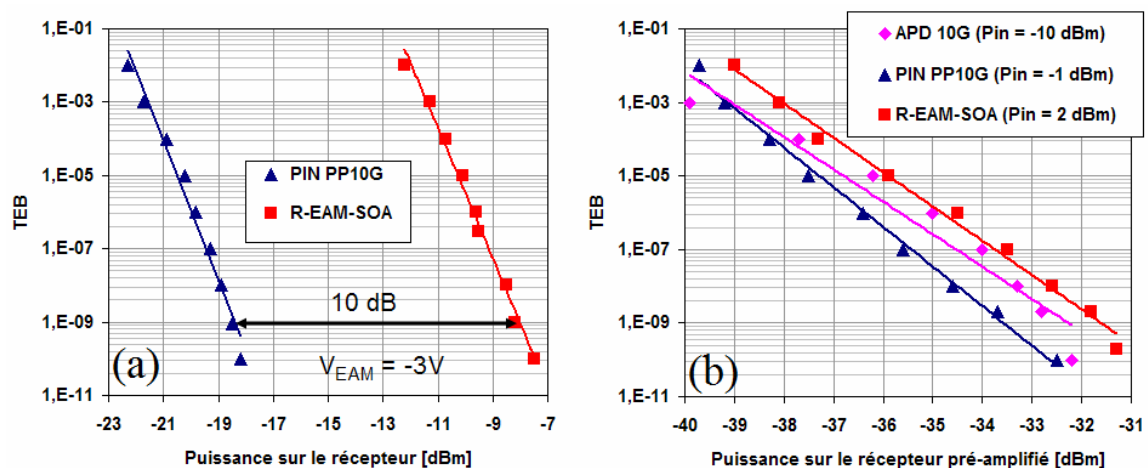 1,E-01
1,E-03
1,E-05
1,E-07
1,E-09
1,E-11
TEB
PIN PP10G
R-EAM-SOA
10 dB
(a)
V_EAM = -3V
-23
-21
-19
-17
-15
-13
-11
-9
-7
Puissance sur le récepteur [dBm]
1,E-01
1,E-03
1,E-05
1,E-07
1,E-09
1,E-11
TEB
APD 10G (Pin = -10 dBm)
PIN PP10G (Pin = -1 dBm)
R-EAM-SOA (Pin = 2 dBm)
(b)
-40
-39
-38
-37
-36
-35
-34
-33
-32
-31
Puissance sur le récepteur pré-amplifié [dBm]